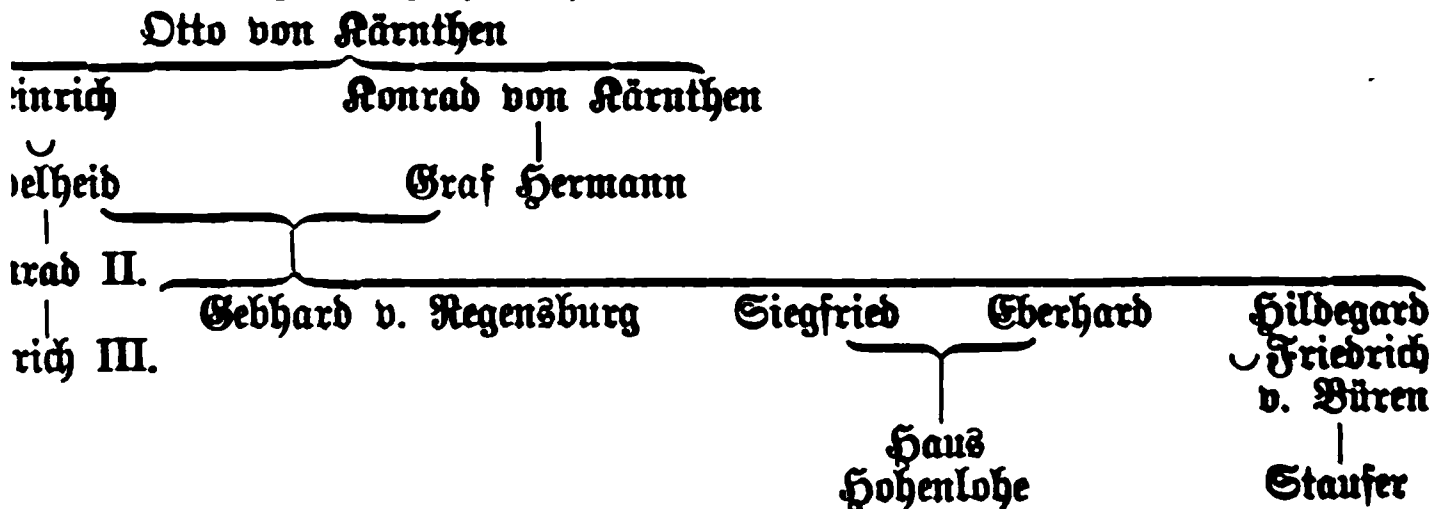 Otto von Kärnthen
inrich Konrad von Kärnthen
elheid Graf Hermann
rad II.
Gebhard v. Regensburg Siegfried Eberhard Hildegard
rich III. Friedrich
v. Büren
Haus
Hohenlohe Staufer